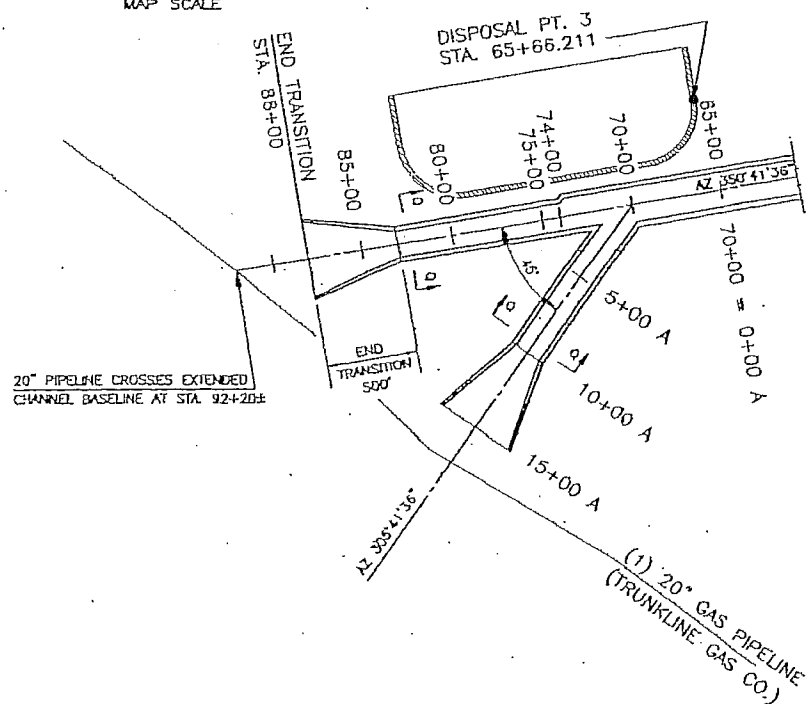 MAP SCALE
DISPOSAL PT. 3
STA. 65+66.211
END TRANSITION
STA. 88+00
85+00
80+00
75+00
74+00
70+00
65+00
AZ 350°41'36"
a
a
45°
a
a
5+00 A
70+00 = 0+00 A
END
TRANSITION
500'
20" PIPELINE CROSSES EXTENDED
CHANNEL BASELINE AT STA. 92+20±
10+00 A
15+00 A
AZ 305°41'36"
(1) 20" GAS PIPELINE
(TRUNKLINE GAS CO.)